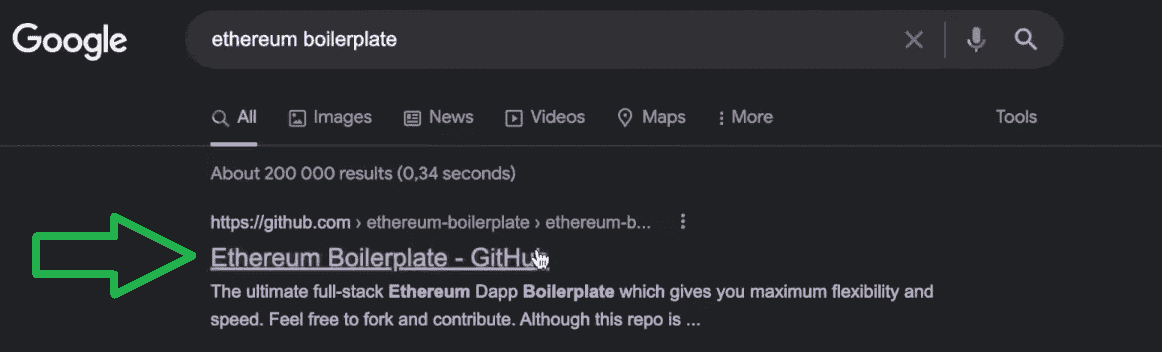 Google
ethereum boilerplate
All Images News Videos Maps More Tools
About 200 000 results (0,34 seconds)
https://github.com › ethereum-boilerplate › ethereum-b...
Ethereum Boilerplate - GitHub
The ultimate full-stack Ethereum Dapp Boilerplate which gives you maximum flexibility and
speed. Feel free to fork and contribute. Although this repo is ...